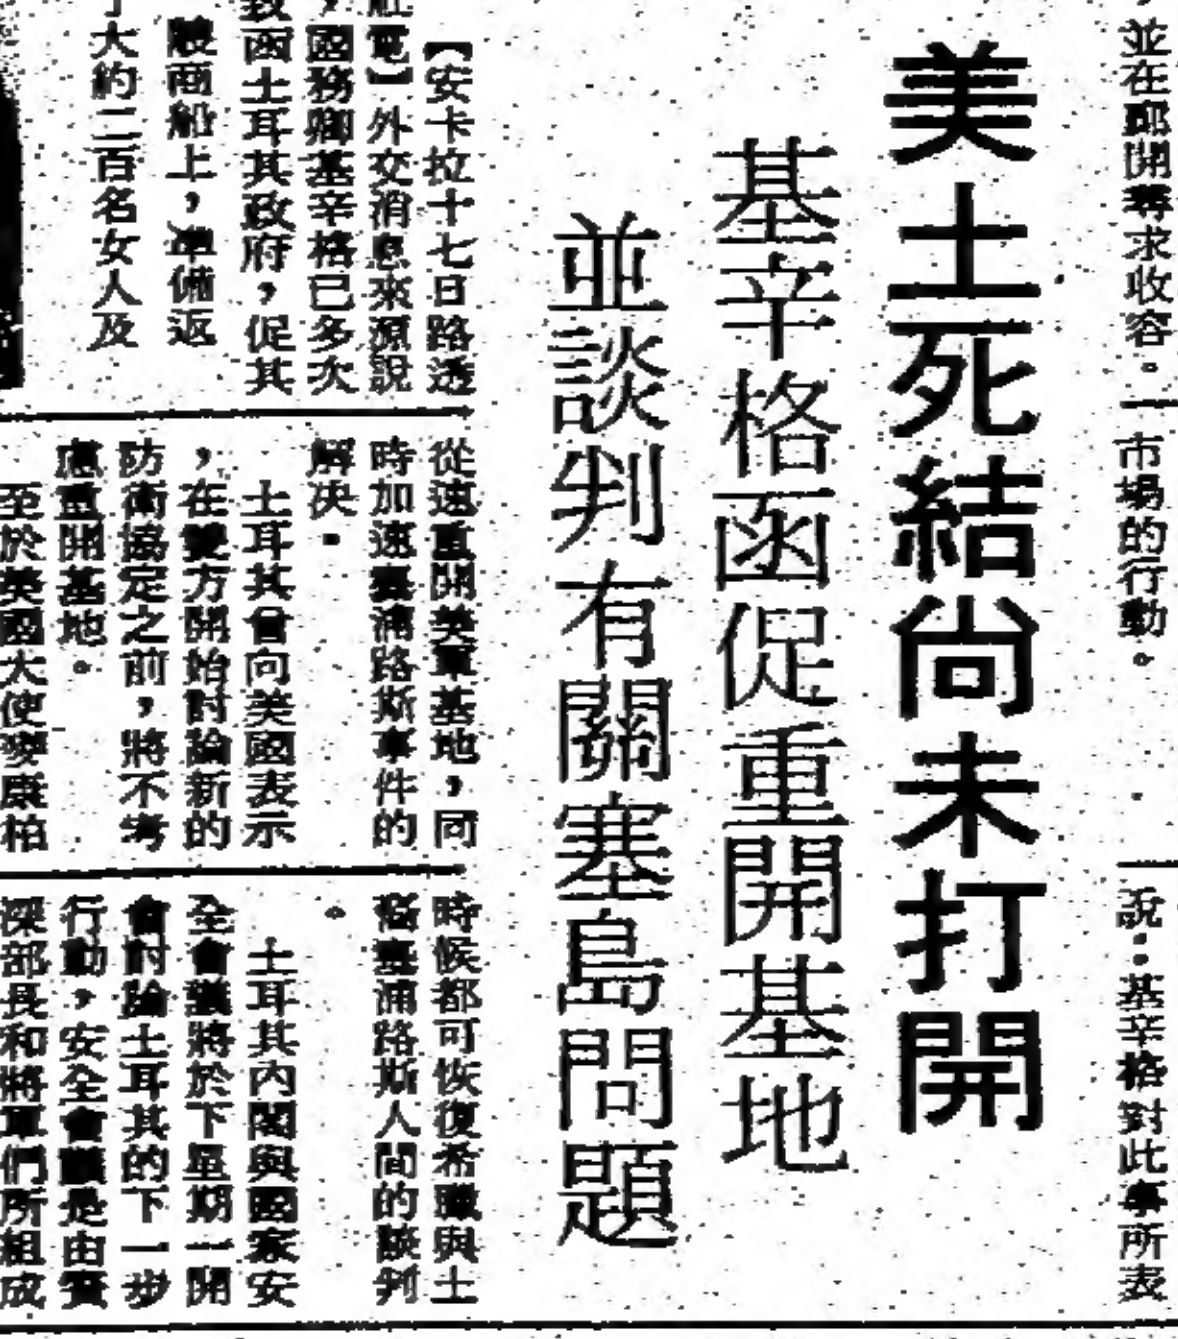 ，並在鄰開尋求收容。
市場的行動。
說：基辛格對此事所表
美土死結尚未打開
基辛格函促重開基地
並談判有關塞島問題
【安卡拉十七日路透
社電】外交消息來源說
，國務卿基辛格已多次
致函土耳其政府，促其
從速重開美軍基地，同
時加速塞浦路斯事件的
解決。
土耳其曾向美國表示
，在雙方開始討論新的
防衛協定之前，將不考
慮重開基地。
至於美國大使麥康柏
時候都可恢復希臘與土
裔塞浦路斯人間的談判
。
土耳其內閣與國家安
全會議將於下星期一開
會討論土耳其的下一步
行動，安全會議是由資
深部長和將軍們所組成
艘商船上，準備返
大約二百名女人及